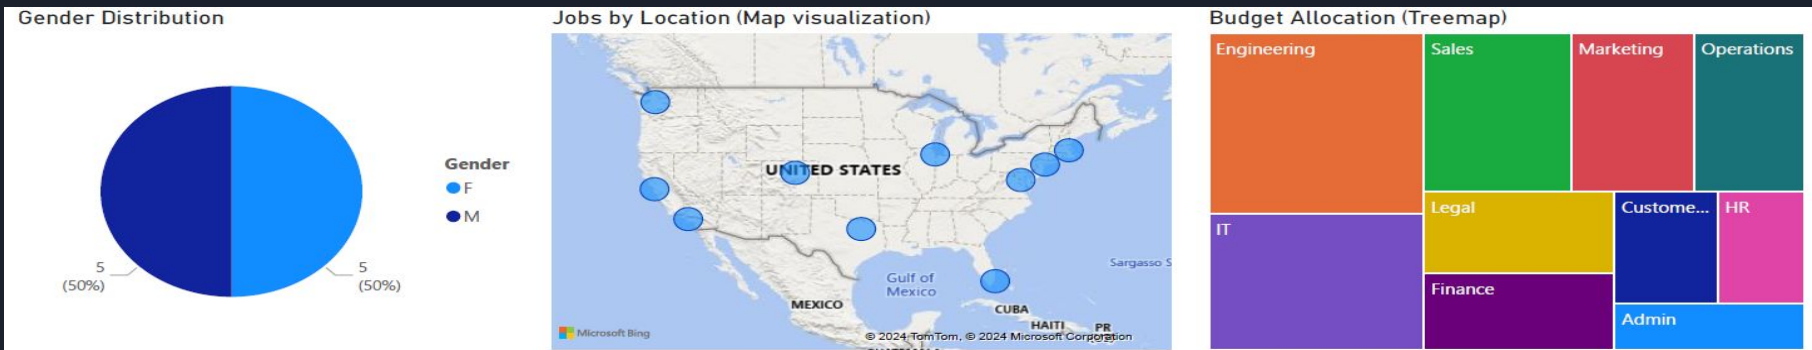 Gender Distribution
5
(50%)
5
(50%)
Gender
F
M
Jobs by Location (Map visualization)
UNITED STATES
Gulf of
Mexico
MEXICO
Sargasso S
CUBA
HAITI
PR
Microsoft Bing
© 2024 TomTom, © 2024 Microsoft Corporation
Budget Allocation (Treemap)
Engineering
Sales
Marketing
Operations
IT
Legal
Custome...
HR
Finance
Admin